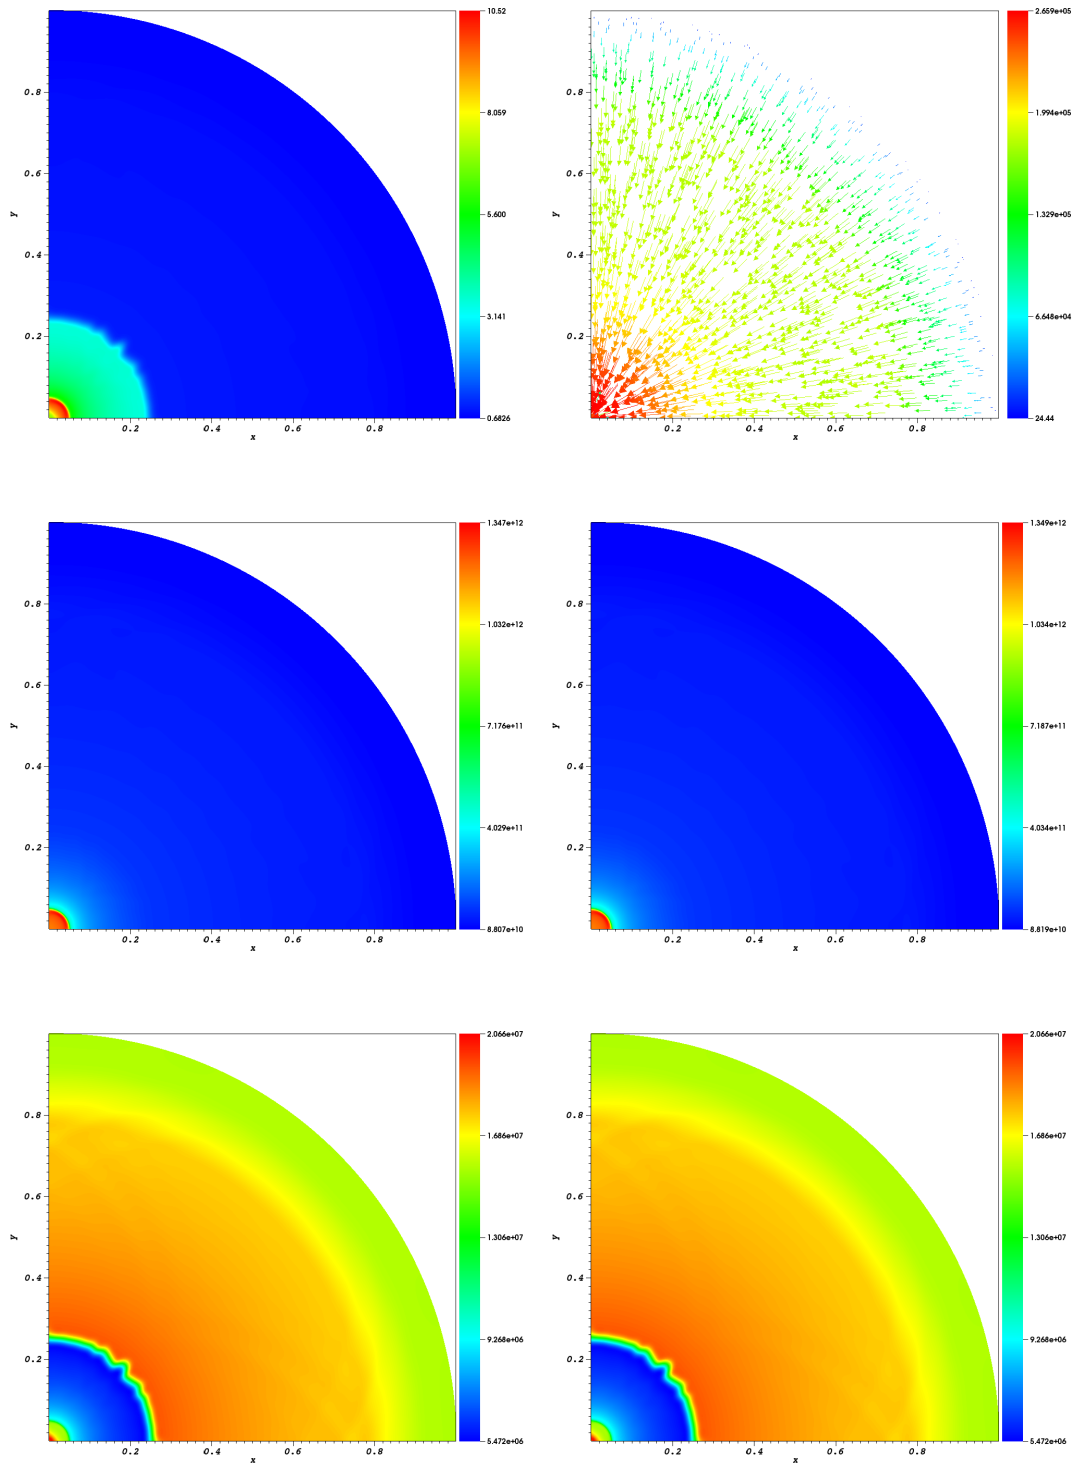 10.52
8.059
5.600
3.141
0.6826
0.8
0.6
0.4
0.2
y
0.2 0.4 0.6 0.8
x
2.659e+05
1.994e+05
1.329e+05
6.648e+04
24.44
0.8
0.6
0.4
0.2
y
0.2 0.4 0.6 0.8
x
1.347e+12
1.032e+12
7.176e+11
4.029e+11
8.807e+10
0.8
0.6
0.4
0.2
y
0.2 0.4 0.6 0.8
x
1.349e+12
1.034e+12
7.187e+11
4.034e+11
8.819e+10
0.8
0.6
0.4
0.2
y
0.2 0.4 0.6 0.8
x
2.066e+07
1.686e+07
1.306e+07
9.268e+06
5.472e+06
0.8
0.6
0.4
0.2
y
0.2 0.4 0.6 0.8
x
2.066e+07
1.686e+07
1.306e+07
9.268e+06
5.472e+06
0.8
0.6
0.4
0.2
y
0.2 0.4 0.6 0.8
x